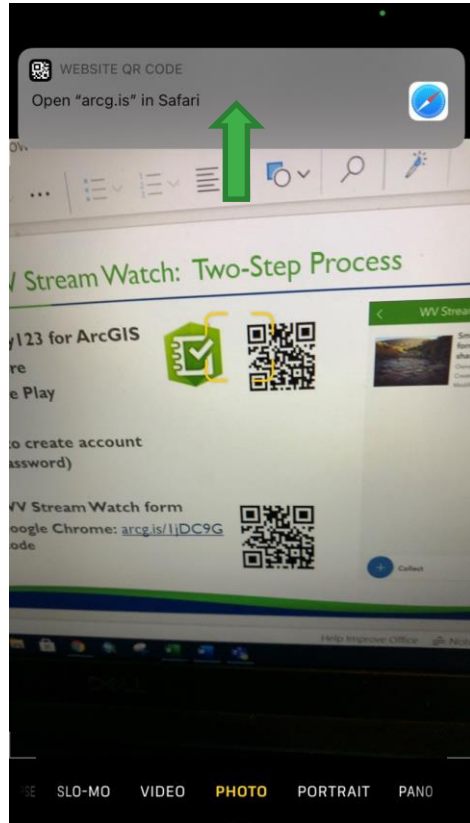 WEBSITE QR CODE
Open "arcg.is" in Safari
...
Stream Watch: Two-Step Process
y123 for ArcGIS
re
e Play
to create account
assword)
WV Stream Watch form
oogle Chrome: arcg.is/1jDC9G
ode
WV Strea
Collect
Help Improve Office
DELL
SLO-MO
VIDEO
PHOTO
PORTRAIT
PANO